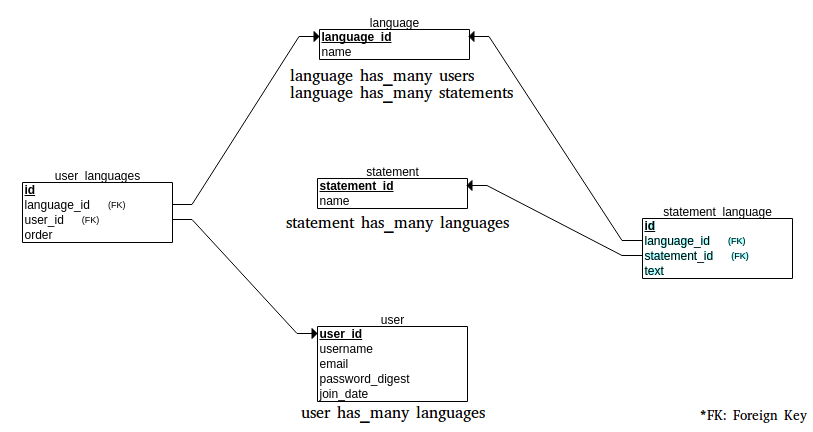 language
language_id
name
language has_many users
language has_many statements
user_languages
id
language_id (FK)
user_id (FK)
order
statement
statement_id
name
statement has_many languages
statement_language
id
language_id (FK)
statement_id (FK)
text
user
user_id
username
email
password_digest
join_date
user has_many languages
*FK: Foreign Key